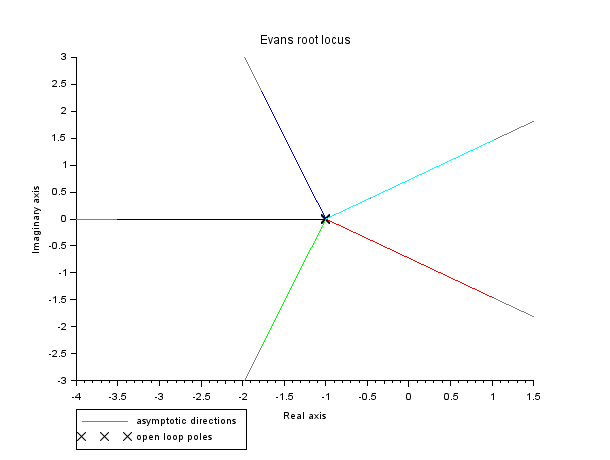 Evans root locus
3
2.5
2
1.5
1
0.5
0
-0.5
-1
-1.5
-2
-2.5
-3
Imaginary axis
-4 -3.5 -3 -2.5 -2 -1.5 -1 -0.5 0 0.5 1 1.5
Real axis
asymptotic directions
open loop poles